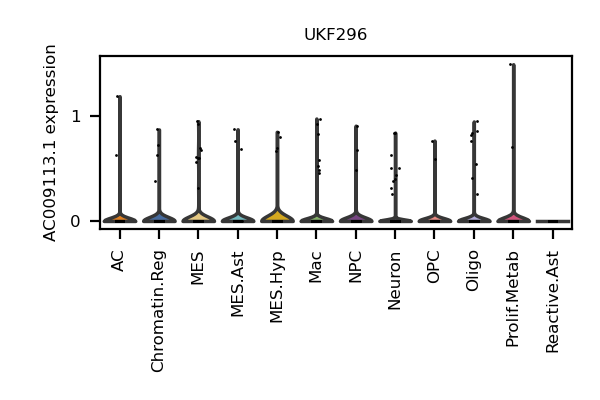 UKF296
AC009113.1 expression
1
0
AC
Chromatin.Reg
MES
MES.Ast
MES.Hyp
Mac
NPC
Neuron
OPC
Oligo
Prolif.Metab
Reactive.Ast